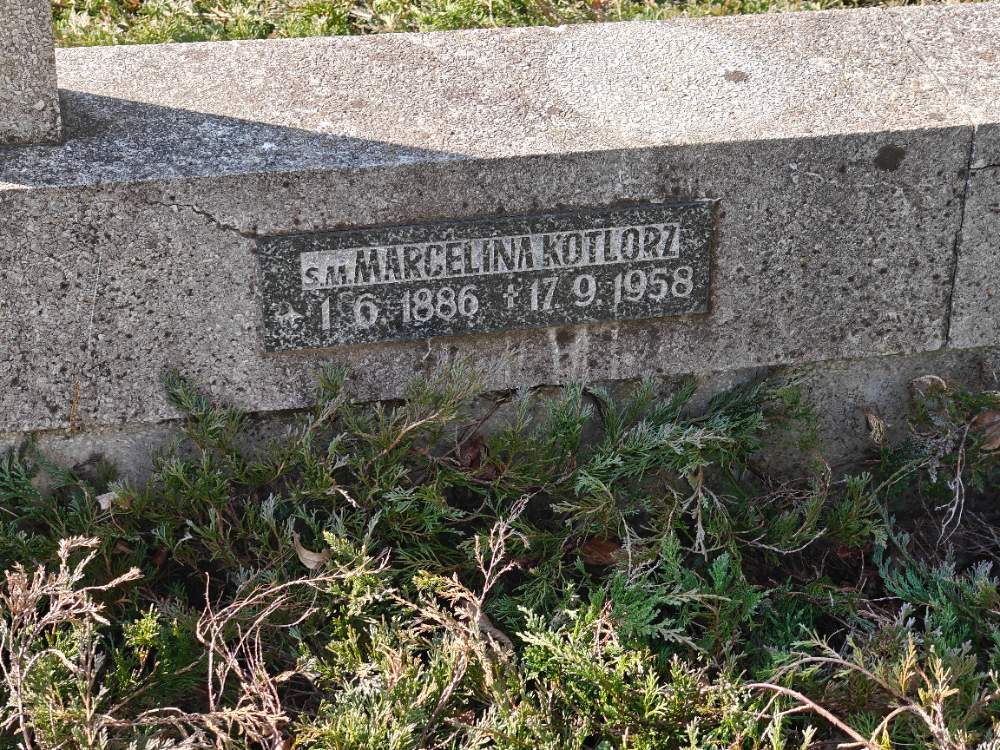 S.M. MARCELINA KOTLORZ
* 1. 6. 1886 † 17. 9. 1958